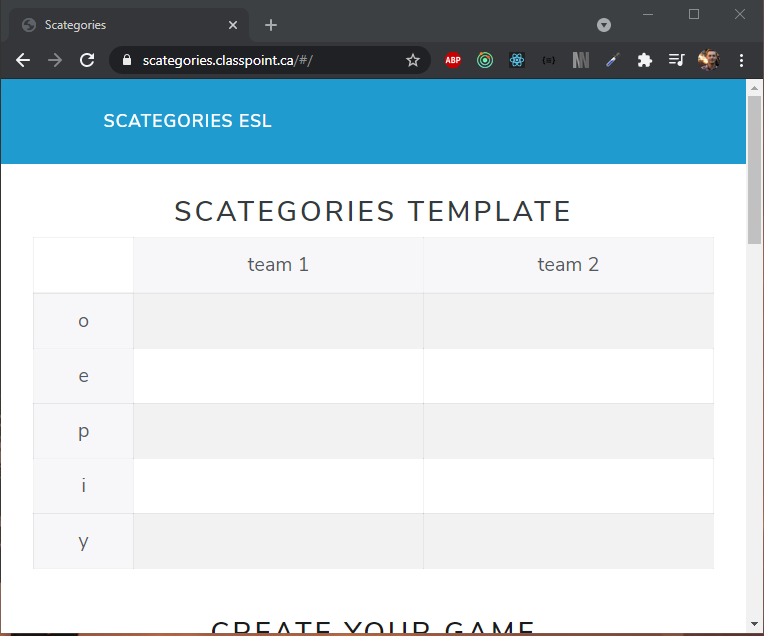 Scategories
scategories.classpoint.ca/#/
ABP
SCATEGORIES ESL
SCATEGORIES TEMPLATE
team 1 team 2
o
e
p
i
y
CREATE YOUR GAME